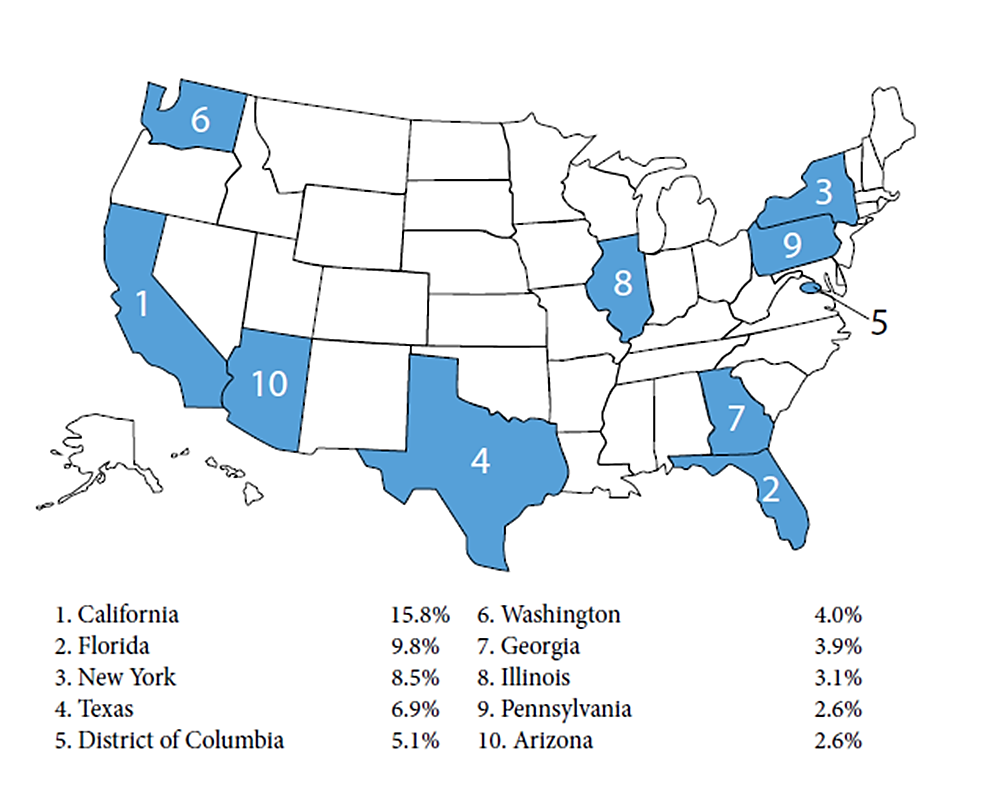 6
3
9
8
1
5
10
7
4
2
1. California 15.8% 6. Washington 4.0%
2. Florida 9.8% 7. Georgia 3.9%
3. New York 8.5% 8. Illinois 3.1%
4. Texas 6.9% 9. Pennsylvania 2.6%
5. District of Columbia 5.1% 10. Arizona 2.6%